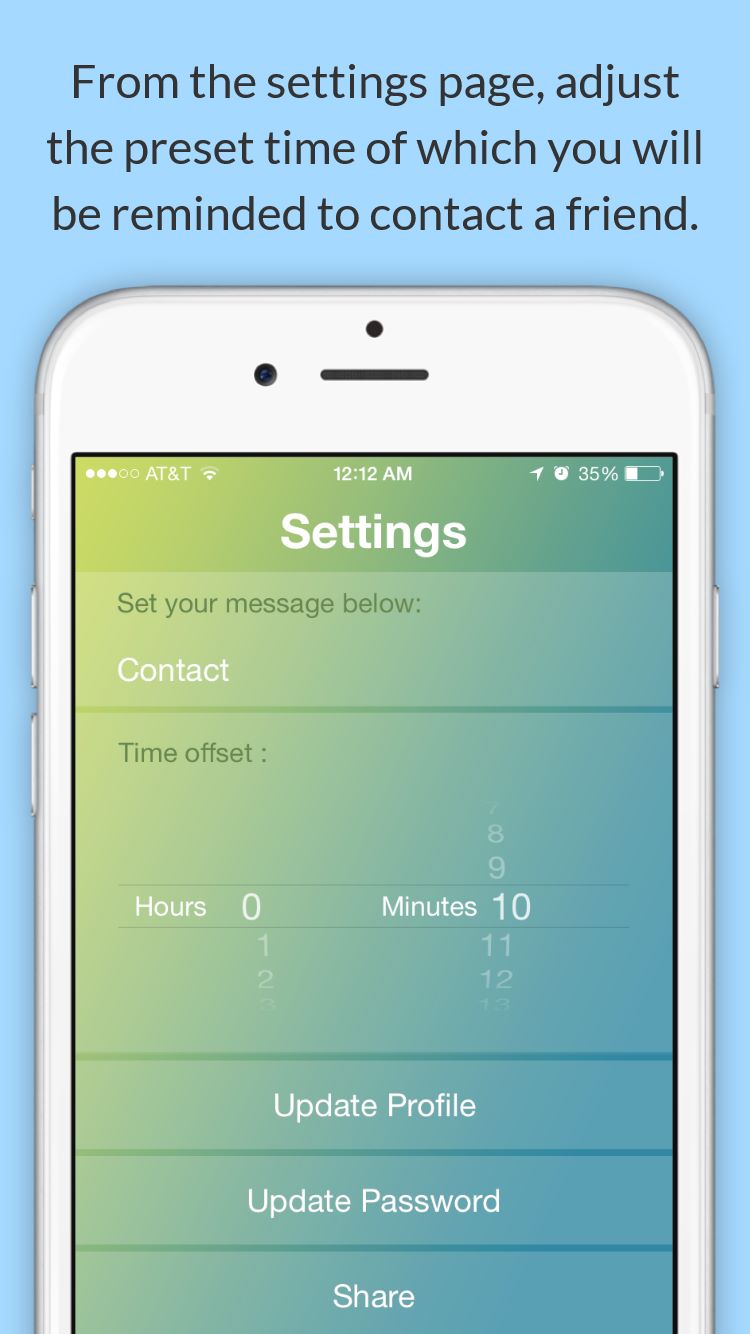 From the settings page, adjust
the preset time of which you will
be reminded to contact a friend.
AT&T 12:12 AM 35%
Settings
Set your message below:
Contact
Time offset :
7
8
9
Hours 0 Minutes 10
1 11
2 12
3 13
Update Profile
Update Password
Share